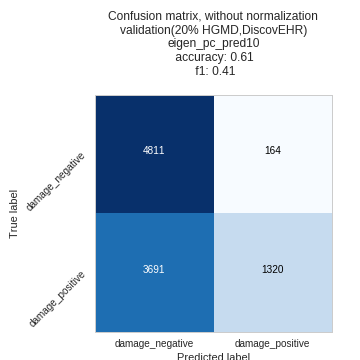 Confusion matrix, without normalization
validation(20% HGMD,DiscovEHR)
eigen_pc_pred10
accuracy: 0.61
f1: 0.41
True label
damage_negative
4811
164
damage_positive
3691
1320
damage_negative
damage_positive
Predicted label